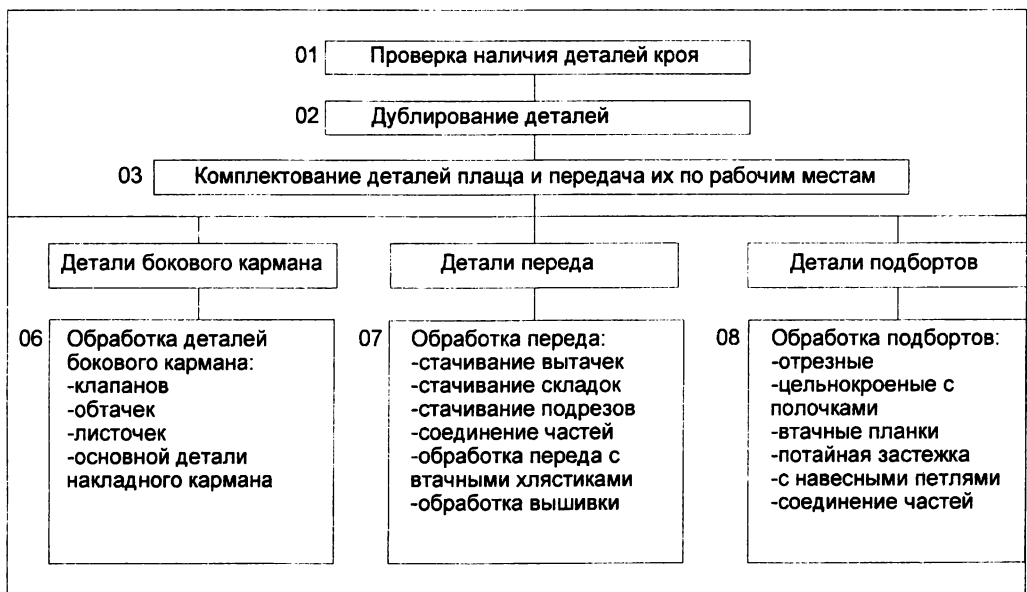 01 Проверка наличия деталей кроя
02 Дублирование деталей
03 Комплектование деталей плаща и передача их по рабочим местам
Детали бокового кармана
Детали переда
Детали подбортов
06 Обработка деталей
бокового кармана:
-клапанов
-обтачек
-листочек
-основной детали
накладного кармана
07 Обработка переда:
-стачивание вытачек
-стачивание складок
-стачивание подрезов
-соединение частей
-обработка переда с
втачными хлястиками
-обработка вышивки
08 Обработка подбортов:
-отрезные
-цельнокроеные с
полочками
-втачные планки
-потайная застежка
-с навесными петлями
-соединение частей